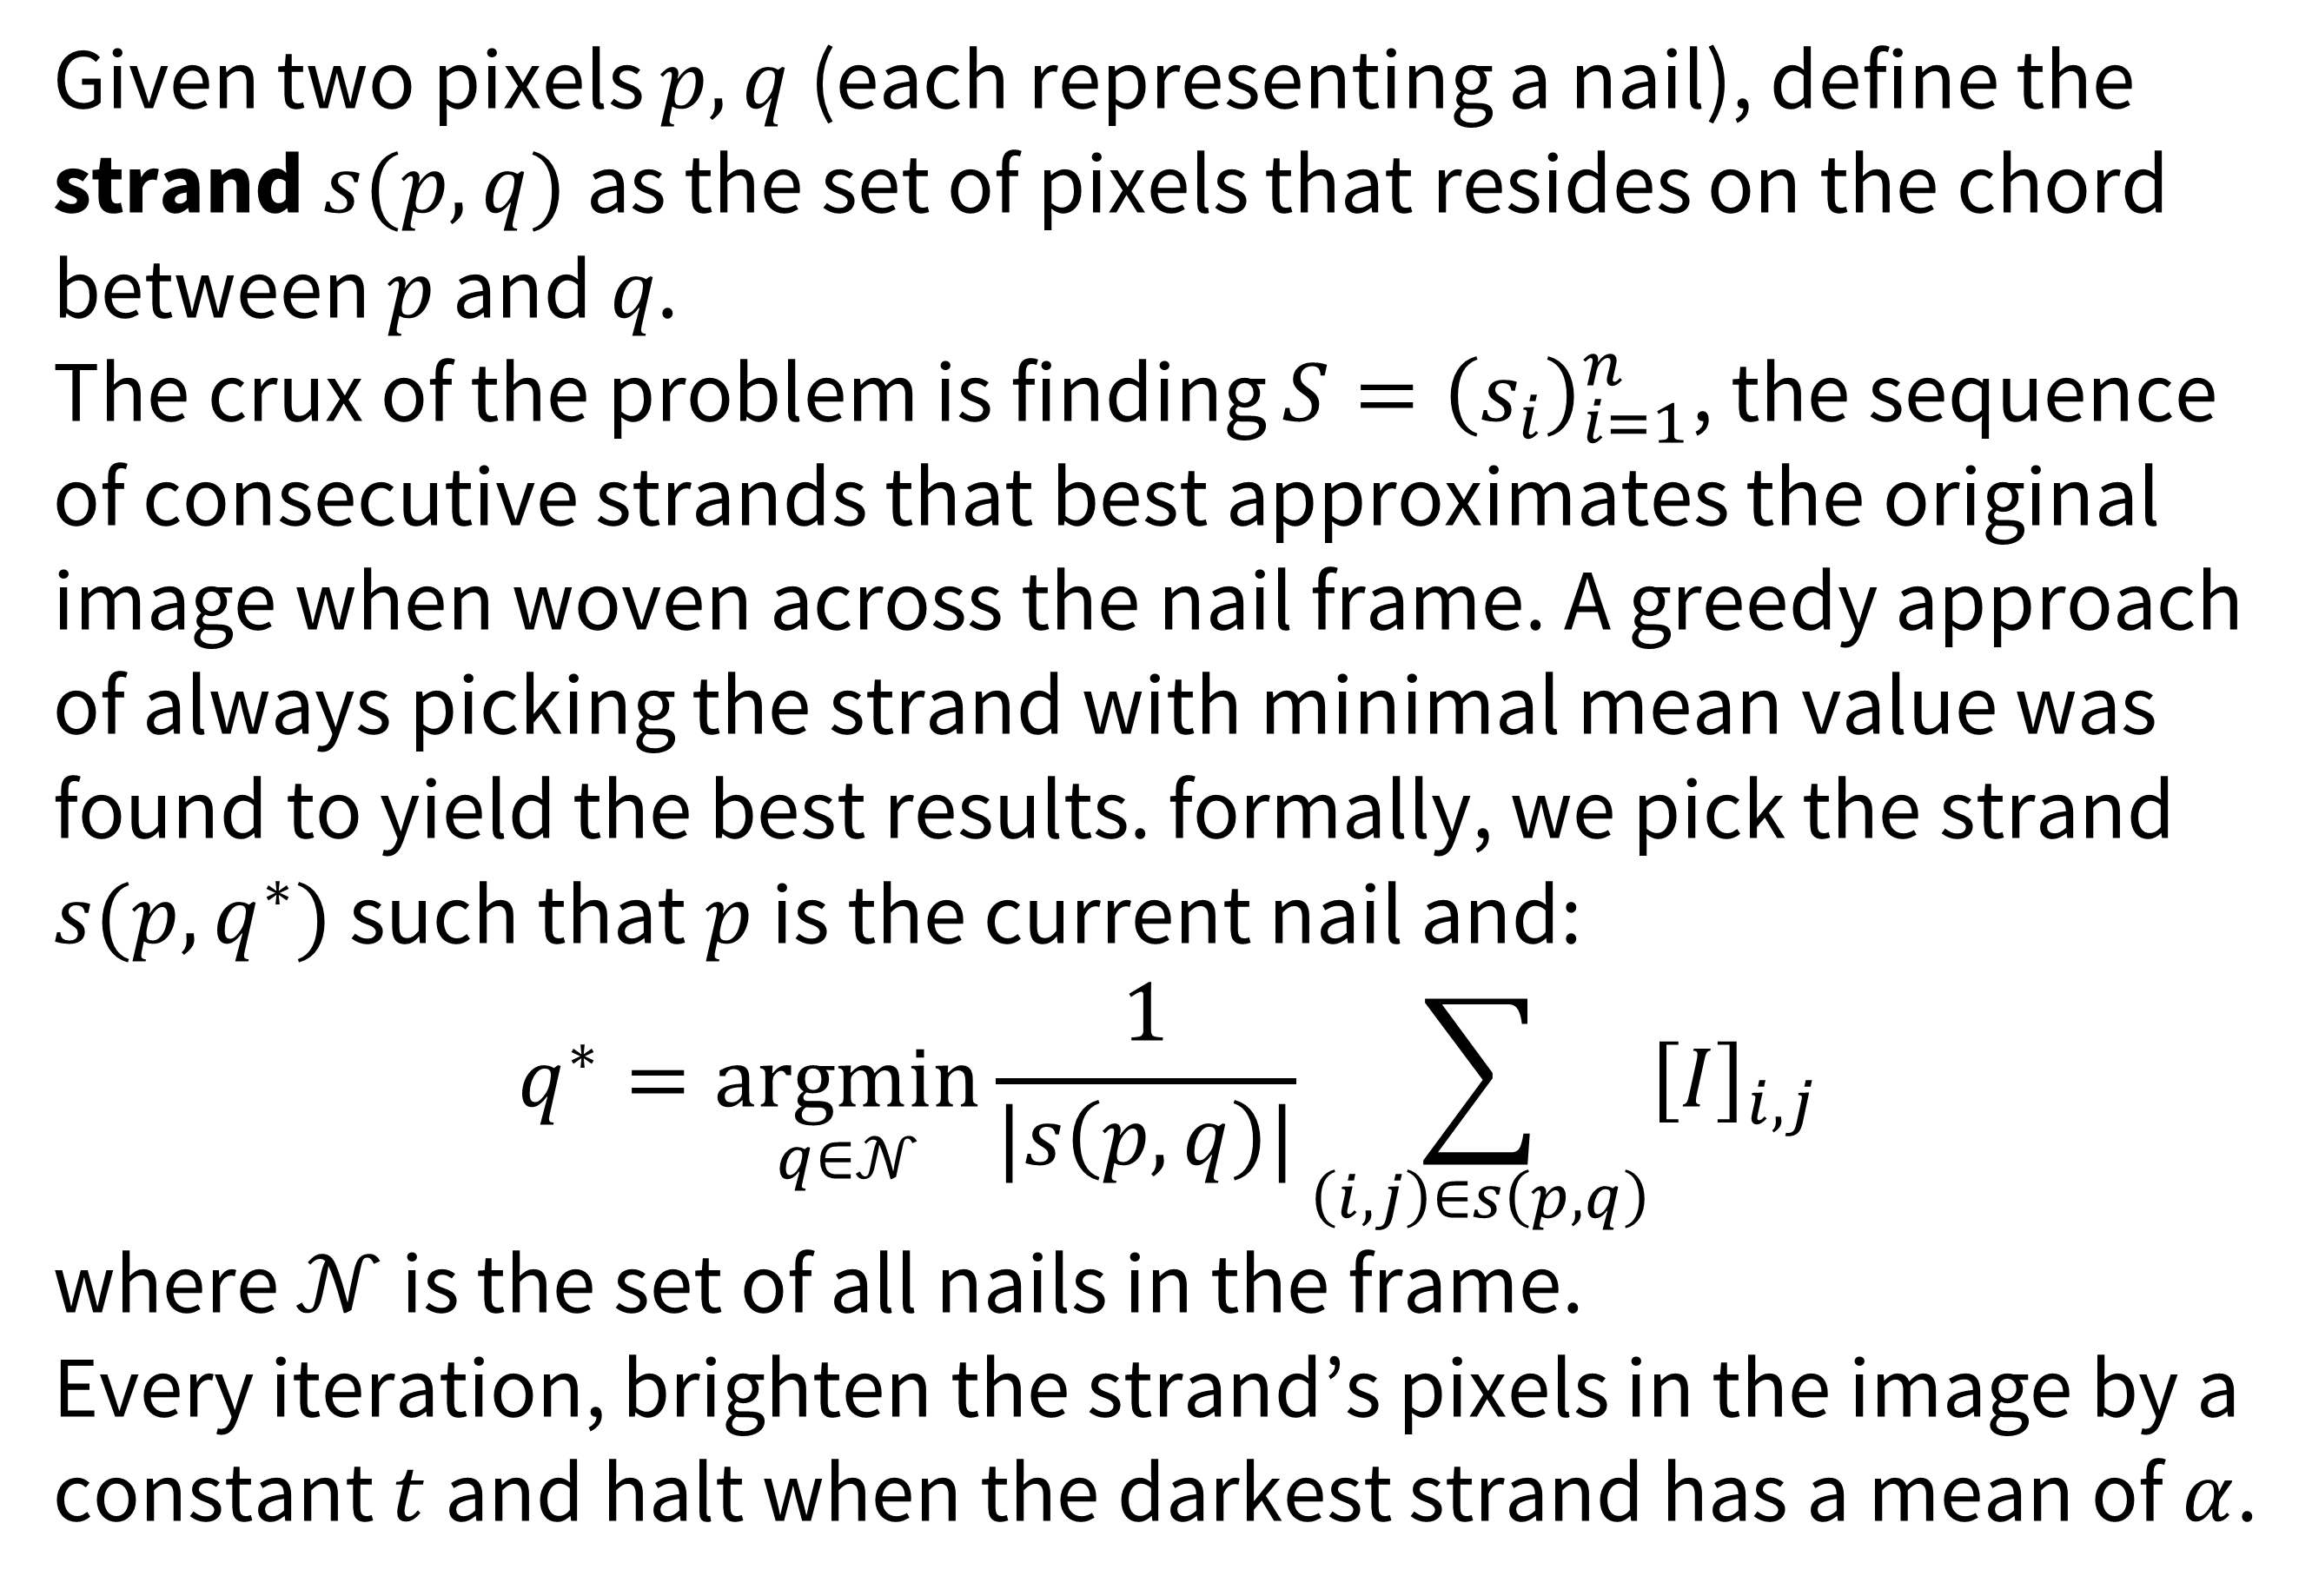 Given two pixels p, q (each representing a nail), define the
strand s(p, q) as the set of pixels that resides on the chord
between p and q.
The crux of the problem is finding S = (s_i)_{i=1}^{n}, the sequence
of consecutive strands that best approximates the original
image when woven across the nail frame. A greedy approach
of always picking the strand with minimal mean value was
found to yield the best results. formally, we pick the strand
s(p, q*) such that p is the current nail and:
q* = argmin_{q∈𝒩} \frac{1}{|s(p, q)|} ∑_{(i,j)∈s(p,q)} [I]_{i,j}
where 𝒩 is the set of all nails in the frame.
Every iteration, brighten the strand’s pixels in the image by a
constant t and halt when the darkest strand has a mean of α.